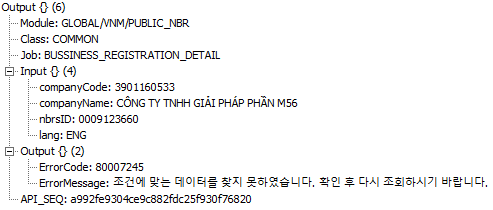 Output {} (6)
Module: GLOBAL/VNM/PUBLIC_NBR
Class: COMMON
Job: BUSSINESS_REGISTRATION_DETAIL
Input {} (4)
companyCode: 3901160533
companyName: CÔNG TY TNHH GIẢI PHÁP PHẦN M56
nbrsID: 0009123660
lang: ENG
Output {} (2)
ErrorCode: 80007245
ErrorMessage: 조건에 맞는 데이터를 찾지 못하였습니다. 확인 후 다시 조회하시기 바랍니다.
API_SEQ: a992fe9304ce9c882fdc25f930f76820